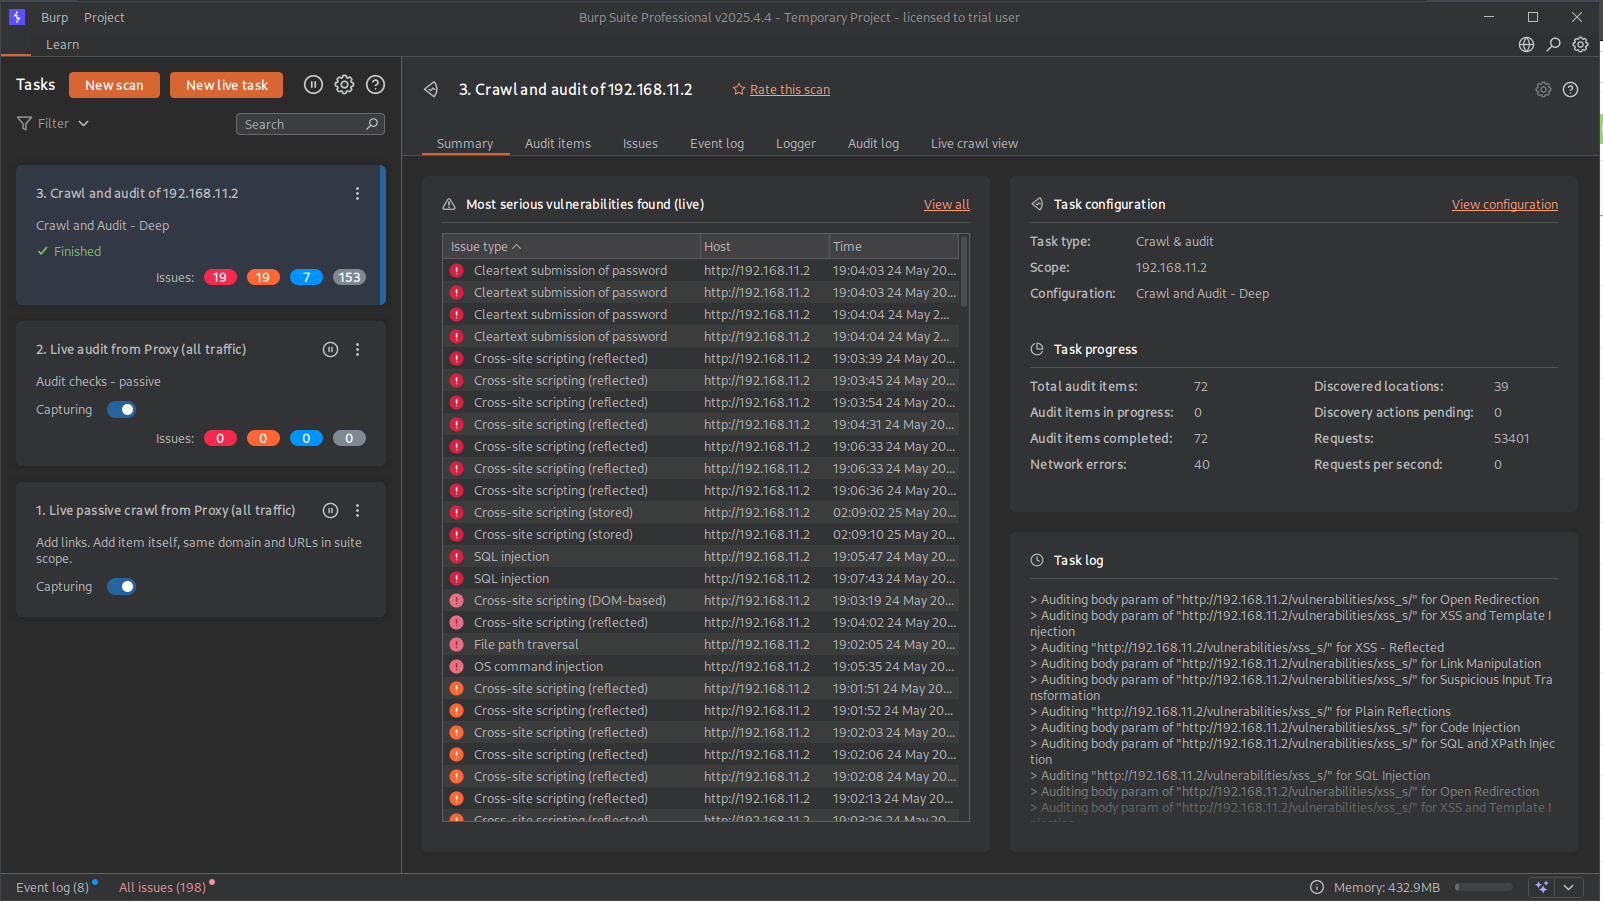 Burp Project
Burp Suite Professional v2025.4.4 - Temporary Project - licensed to trial user
Learn
Tasks
New scan
New live task
Filter
Search
3. Crawl and audit of 192.168.11.2
Crawl and Audit - Deep
Finished
Issues: 19 19 7 153
2. Live audit from Proxy (all traffic)
Audit checks - passive
Capturing
Issues: 0 0 0 0
1. Live passive crawl from Proxy (all traffic)
Add links. Add item itself, same domain and URLs in suite
scope.
Capturing
3. Crawl and audit of 192.168.11.2
Rate this scan
Summary Audit items Issues Event log Logger Audit log Live crawl view
Most serious vulnerabilities found (live)
View all
Issue type Host Time
Cleartext submission of password http://192.168.11.2 19:04:03 24 May 20...
Cleartext submission of password http://192.168.11.2 19:04:03 24 May 20...
Cleartext submission of password http://192.168.11.2 19:04:04 24 May 2...
Cleartext submission of password http://192.168.11.2 19:04:04 24 May 2...
Cross-site scripting (reflected) http://192.168.11.2 19:03:39 24 May 20...
Cross-site scripting (reflected) http://192.168.11.2 19:03:45 24 May 20...
Cross-site scripting (reflected) http://192.168.11.2 19:03:54 24 May 20...
Cross-site scripting (reflected) http://192.168.11.2 19:04:31 24 May 20...
Cross-site scripting (reflected) http://192.168.11.2 19:06:33 24 May 20...
Cross-site scripting (reflected) http://192.168.11.2 19:06:33 24 May 20...
Cross-site scripting (reflected) http://192.168.11.2 19:06:36 24 May 20...
Cross-site scripting (stored) http://192.168.11.2 02:09:02 25 May 20...
Cross-site scripting (stored) http://192.168.11.2 02:09:10 25 May 20...
SQL injection http://192.168.11.2 19:05:47 24 May 20...
SQL injection http://192.168.11.2 19:07:43 24 May 20...
Cross-site scripting (DOM-based) http://192.168.11.2 19:03:19 24 May 20...
Cross-site scripting (reflected) http://192.168.11.2 19:04:02 24 May 20...
File path traversal http://192.168.11.2 19:02:05 24 May 20...
OS command injection http://192.168.11.2 19:05:35 24 May 20...
Cross-site scripting (reflected) http://192.168.11.2 19:01:51 24 May 20...
Cross-site scripting (reflected) http://192.168.11.2 19:01:52 24 May 20...
Cross-site scripting (reflected) http://192.168.11.2 19:02:03 24 May 20...
Cross-site scripting (reflected) http://192.168.11.2 19:02:06 24 May 20...
Cross-site scripting (reflected) http://192.168.11.2 19:02:08 24 May 20...
Cross-site scripting (reflected) http://192.168.11.2 19:02:13 24 May 20...
Cross-site scripting (reflected) http://192.168.11.2 19:03:26 24 May 20...
Task configuration
View configuration
Task type: Crawl & audit
Scope: 192.168.11.2
Configuration: Crawl and Audit - Deep
Task progress
Total audit items: 72 Discovered locations: 39
Audit items in progress: 0 Discovery actions pending: 0
Audit items completed: 72 Requests: 53401
Network errors: 40 Requests per second: 0
Task log
> Auditing body param of "http://192.168.11.2/vulnerabilities/xss_s/" for Open Redirection
> Auditing body param of "http://192.168.11.2/vulnerabilities/xss_s/" for XSS and Template I
njection
> Auditing "http://192.168.11.2/vulnerabilities/xss_s/" for XSS - Reflected
> Auditing body param of "http://192.168.11.2/vulnerabilities/xss_s/" for Link Manipulation
> Auditing body param of "http://192.168.11.2/vulnerabilities/xss_s/" for Suspicious Input Tra
nsformation
> Auditing "http://192.168.11.2/vulnerabilities/xss_s/" for Plain Reflections
> Auditing body param of "http://192.168.11.2/vulnerabilities/xss_s/" for Code Injection
> Auditing body param of "http://192.168.11.2/vulnerabilities/xss_s/" for SQL and XPath Injec
tion
> Auditing "http://192.168.11.2/vulnerabilities/xss_s/" for SQL Injection
> Auditing body param of "http://192.168.11.2/vulnerabilities/xss_s/" for Open Redirection
> Auditing body param of "http://192.168.11.2/vulnerabilities/xss_s/" for XSS and Template I
Event log (8) All issues (198)
Memory: 432.9MB